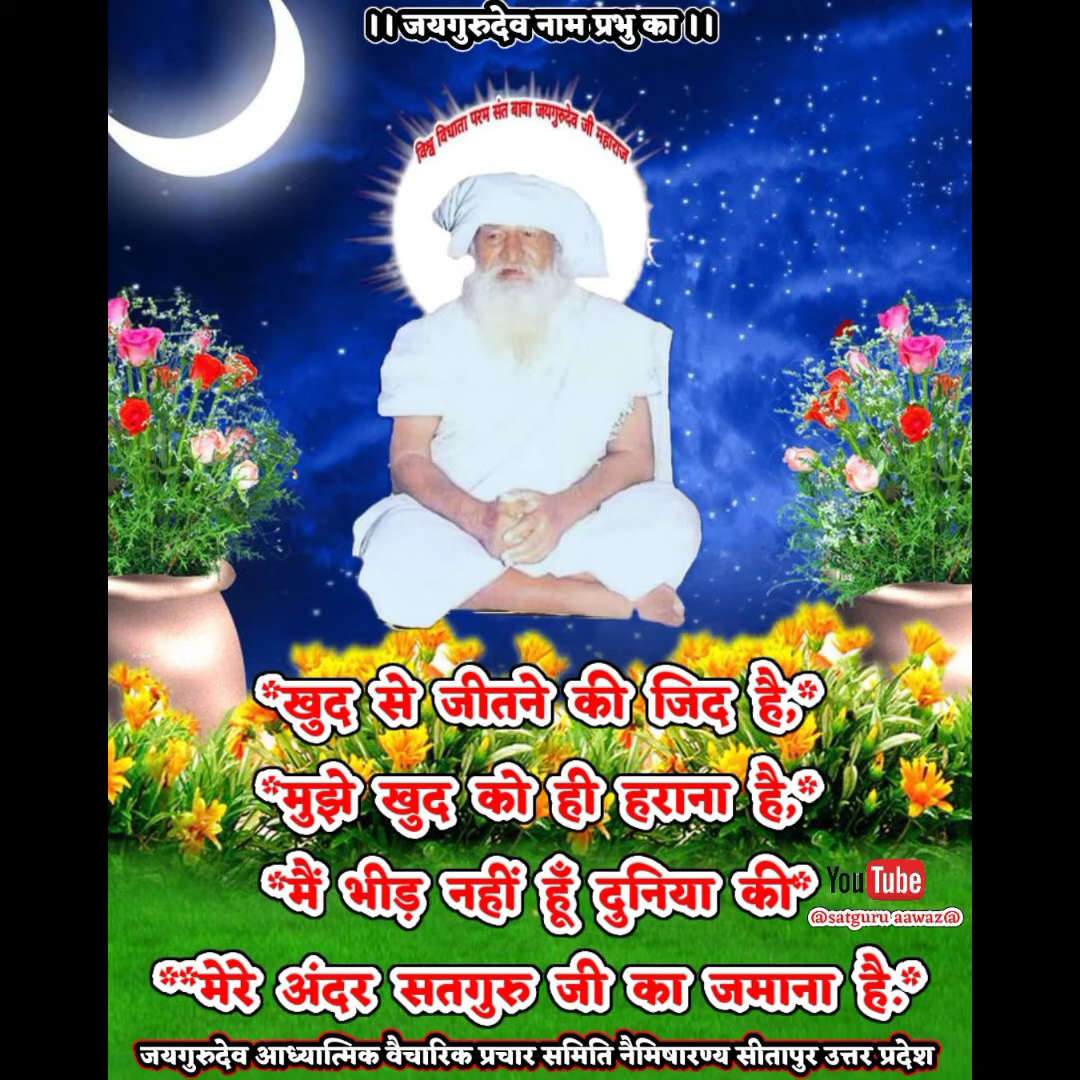 ।। जयगुरुदेव नाम प्रभु का ।।
विश्व विधाता परम संत बाबा जयगुरुदेव जी महाराज
*खुद से जीतने की जिद है,*
*मुझे खुद को ही हराना है,*
*मैं भीड़ नहीं हूँ दुनिया की*
YouTube
@satguru aawaz@
**मेरे अंदर सतगुरु जी का जमाना है.*
जयगुरुदेव आध्यात्मिक वैचारिक प्रचार समिति नैमिषारण्य सीतापुर उत्तर प्रदेश